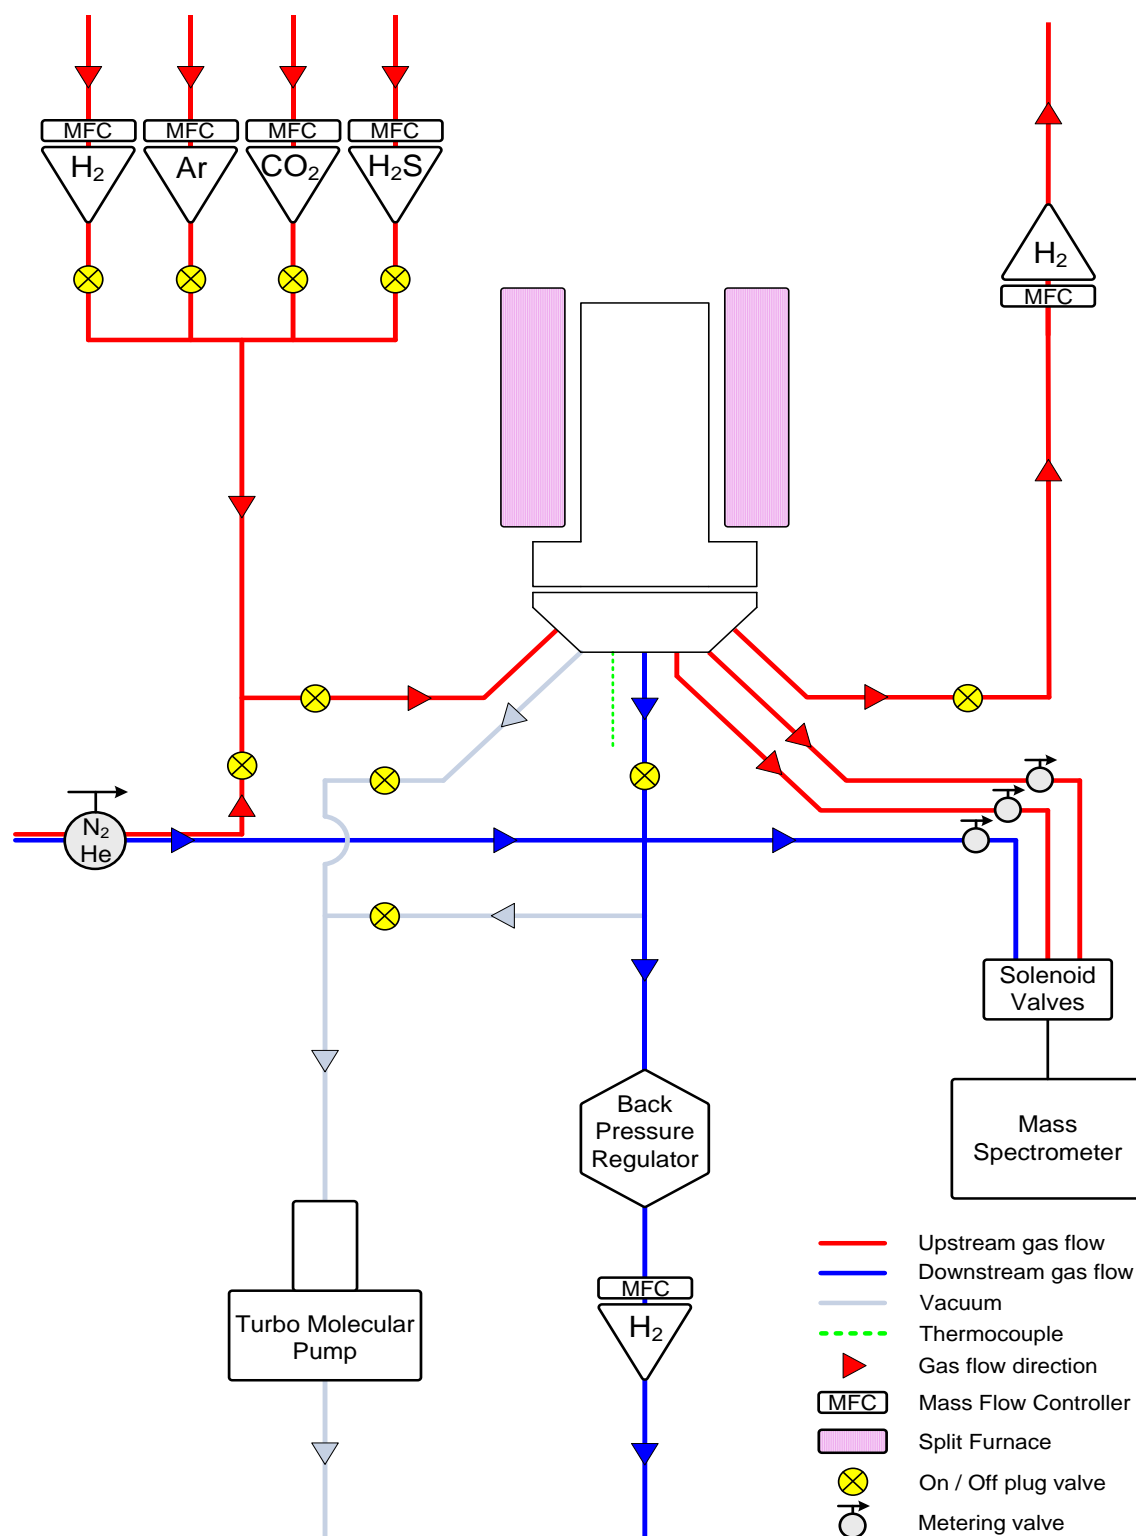 MFC
MFC
MFC
MFC
H₂
Ar
CO₂
H₂S
H₂
MFC
N₂
He
Solenoid
Valves
Back
Pressure
Regulator
Mass
Spectrometer
MFC
H₂
Turbo Molecular
Pump
Upstream gas flow
Downstream gas flow
Vacuum
Thermocouple
Gas flow direction
MFC Mass Flow Controller
Split Furnace
On / Off plug valve
Metering valve